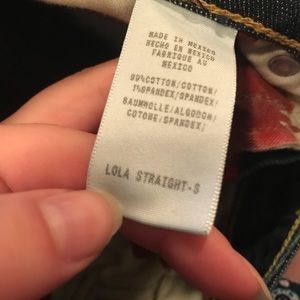 MADE IN MEXICO
HECHO EN MEXICO
FABRIQUE AU
MEXICO
99%COTTON/COTTON/
1%SPANDEX/SPANDEX/
BAUMWOLLE/ALGODON/
COTONE/SPANDEX/
LOLA STRAIGHT-S